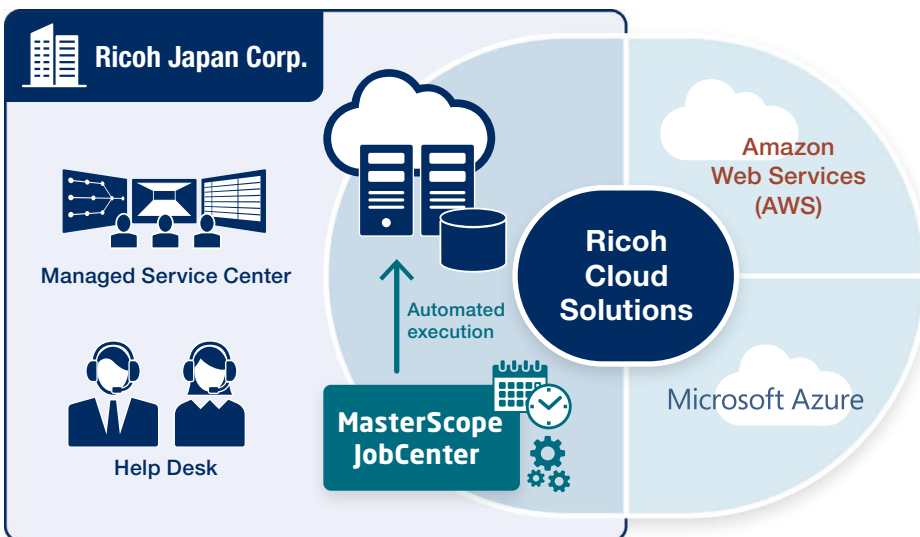 Ricoh Japan Corp.
Managed Service Center
Help Desk
Automated
execution
MasterScope
JobCenter
Ricoh
Cloud
Solutions
Amazon
Web Services
(AWS)
Microsoft Azure